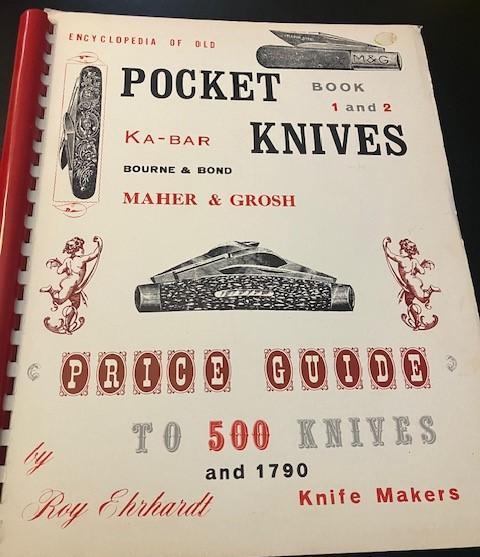 ENCYCLOPEDIA OF OLD
M&G
POCKET
BOOK
1 and 2
KA-BAR
KNIVES
BOURNE & BOND
MAHER & GROSH
PRICE GUIDE
TO 500 KNIVES
and 1790
Knife Makers
by
Roy Ehrhardt